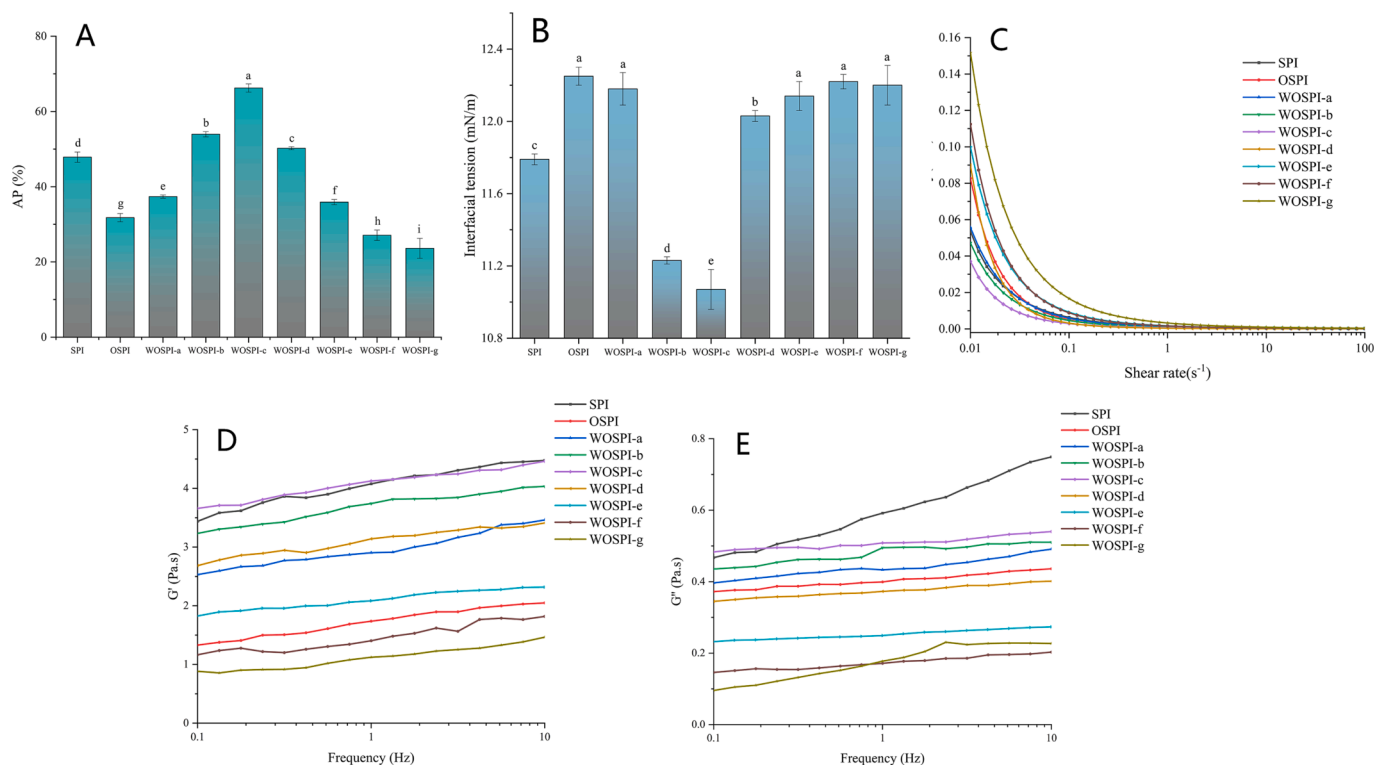 A
AP (%)
80
60
40
20
0
d
g
e
b
a
c
f
h
i
SPI
OSPI
WOSPI-a
WOSPI-b
WOSPI-c
WOSPI-d
WOSPI-e
WOSPI-f
WOSPI-g
B
Interfacial tension (mN/m)
12.4
12.0
11.6
11.2
10.8
c
a
a
d
e
b
a
a
a
SPI
OSPI
WOSPI-a
WOSPI-b
WOSPI-c
WOSPI-d
WOSPI-e
WOSPI-f
WOSPI-g
C
0.16
0.14
0.12
0.10
0.08
0.06
0.04
0.02
0.00
0.01
0.1
1
10
100
Shear rate(s⁻¹)
SPI
OSPI
WOSPI-a
WOSPI-b
WOSPI-c
WOSPI-d
WOSPI-e
WOSPI-f
WOSPI-g
D
G' (Pa.s)
5
4
3
2
1
0
0.1
1
10
Frequency (Hz)
SPI
OSPI
WOSPI-a
WOSPI-b
WOSPI-c
WOSPI-d
WOSPI-e
WOSPI-f
WOSPI-g
E
G" (Pa.s)
0.8
0.6
0.4
0.2
0.0
0.1
1
10
Frequency (Hz)
SPI
OSPI
WOSPI-a
WOSPI-b
WOSPI-c
WOSPI-d
WOSPI-e
WOSPI-f
WOSPI-g